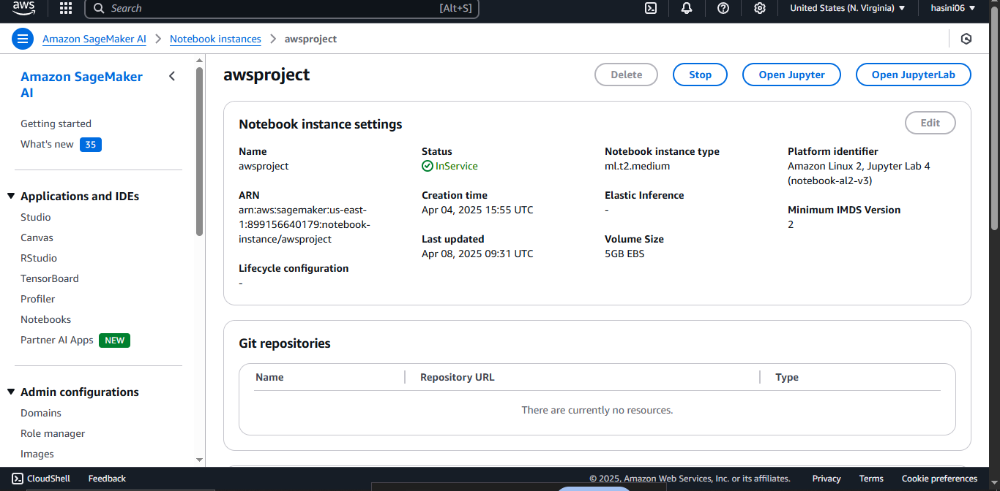 aws
Search
[Alt+S]
United States (N. Virginia)
hasini06
Amazon SageMaker AI
Notebook instances
awsproject
Amazon SageMaker
AI
Getting started
What's new 35
Applications and IDEs
Studio
Canvas
RStudio
TensorBoard
Profiler
Notebooks
Partner AI Apps NEW
Admin configurations
Domains
Role manager
Images
awsproject
Delete
Stop
Open Jupyter
Open JupyterLab
Notebook instance settings
Edit
Name
awsproject
ARN
arn:aws:sagemaker:us-east-
1:899156640179:notebook-
instance/awsproject
Lifecycle configuration
-
Status
InService
Creation time
Apr 04, 2025 15:55 UTC
Last updated
Apr 08, 2025 09:31 UTC
Notebook instance type
ml.t2.medium
Elastic Inference
-
Volume Size
5GB EBS
Platform identifier
Amazon Linux 2, Jupyter Lab 4
(notebook-al2-v3)
Minimum IMDS Version
2
Git repositories
Name
Repository URL
Type
There are currently no resources.
CloudShell
Feedback
© 2025, Amazon Web Services, Inc. or its affiliates.
Privacy
Terms
Cookie preferences